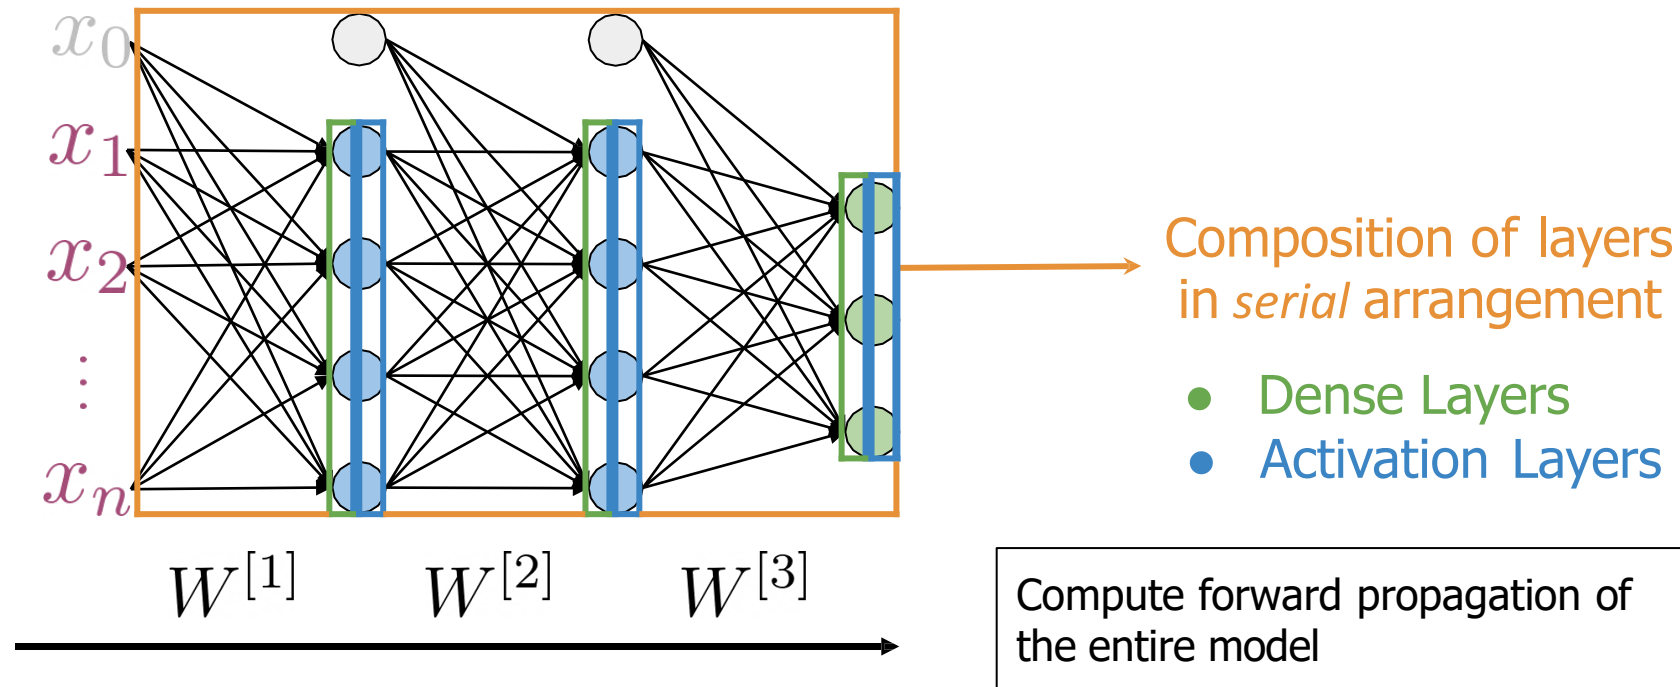 x₀
x₁
x₂
⋮
xₙ
W^[1] W^[2] W^[3]
Composition of layers
in serial arrangement
● Dense Layers
● Activation Layers
Compute forward propagation of
the entire model